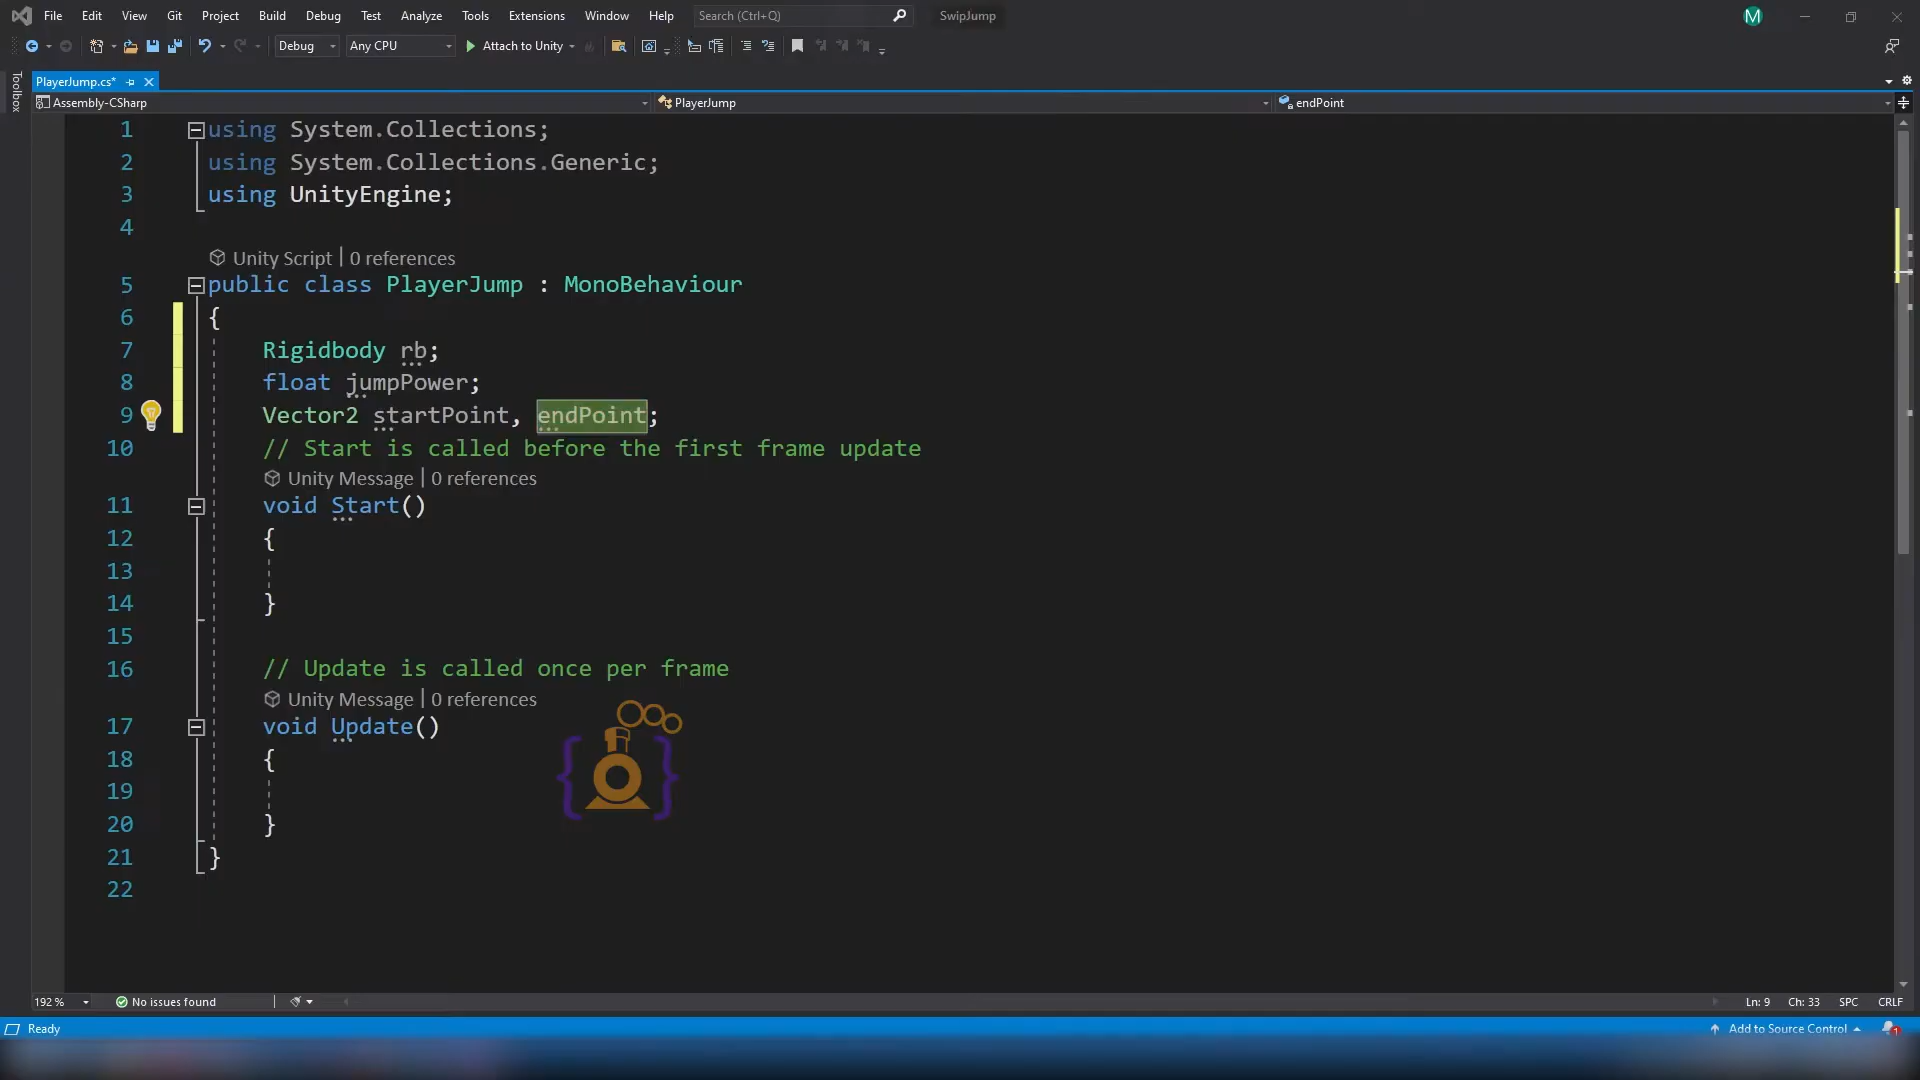 File Edit View Git Project Build Debug Test Analyze Tools Extensions Window Help Search (Ctrl+Q) SwipJump M
Debug Any CPU Attach to Unity
Toolbox
PlayerJump.cs*
Assembly-CSharp PlayerJump endPoint
1 using System.Collections;
2 using System.Collections.Generic;
3 using UnityEngine;
4
Unity Script | 0 references
5 public class PlayerJump : MonoBehaviour
6 {
7 Rigidbody rb;
8 float jumpPower;
9 Vector2 startPoint, endPoint;
10 // Start is called before the first frame update
Unity Message | 0 references
11 void Start()
12 {
13
14 }
15
16 // Update is called once per frame
Unity Message | 0 references
17 void Update()
18 {
19
20 }
21 }
22
192 % No issues found Ln: 9 Ch: 33 SPC CRLF
Ready Add to Source Control 1